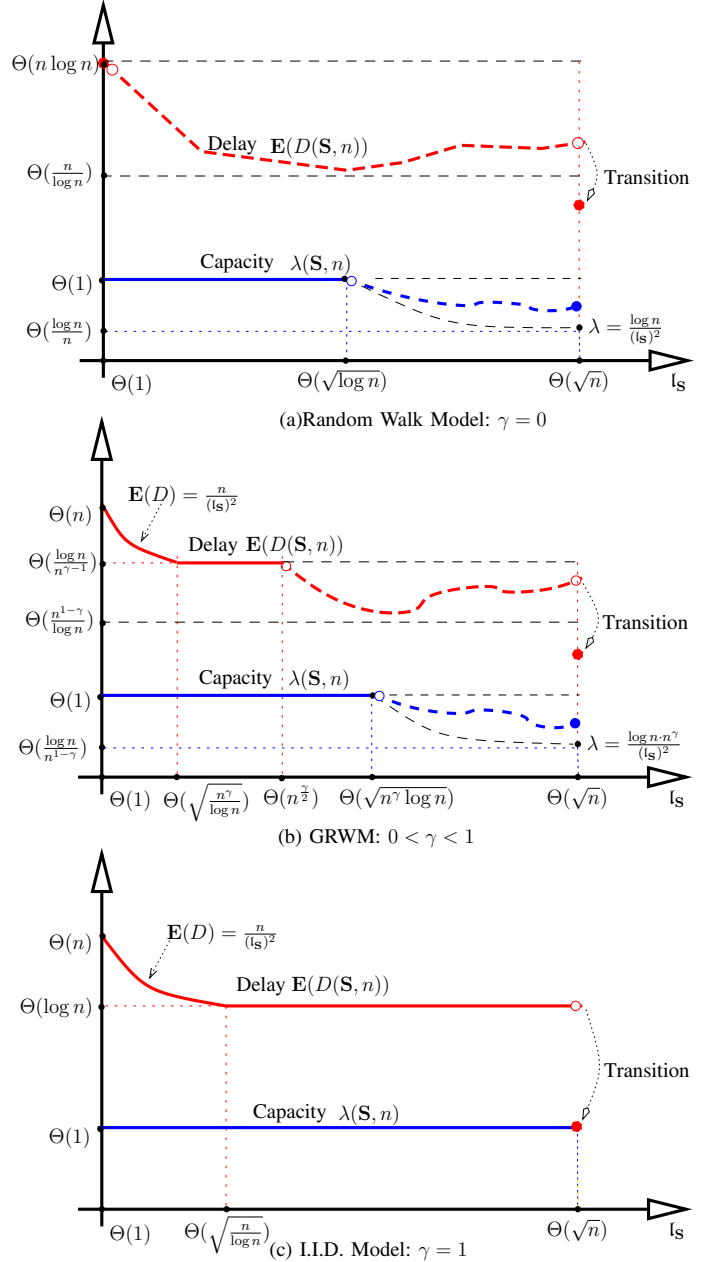 Θ(n log n)
Delay E(D(S, n))
Θ(n/log n)
Transition
Capacity λ(S, n)
Θ(1)
Θ(log n/n)
λ = log n/(𝔩_S)²
Θ(1)
Θ(√log n)
Θ(√n)
𝔩_S
(a)Random Walk Model: γ = 0
E(D) = n/(𝔩_S)²
Θ(n)
Delay E(D(S, n))
Θ(log n/n^{γ−1})
Θ(n^{1−γ}/log n)
Transition
Capacity λ(S, n)
Θ(1)
Θ(log n/n^{1−γ})
λ = log n·n^γ/(𝔩_S)²
Θ(1)
Θ(√(n^γ/log n))
Θ(n^{γ/2})
Θ(√(n^γ log n))
Θ(√n)
𝔩_S
(b) GRWM: 0 < γ < 1
E(D) = n/(𝔩_S)²
Θ(n)
Delay E(D(S, n))
Θ(log n)
Transition
Capacity λ(S, n)
Θ(1)
Θ(1)
Θ(√(n/log n))
Θ(√n)
𝔩_S
(c) I.I.D. Model: γ = 1